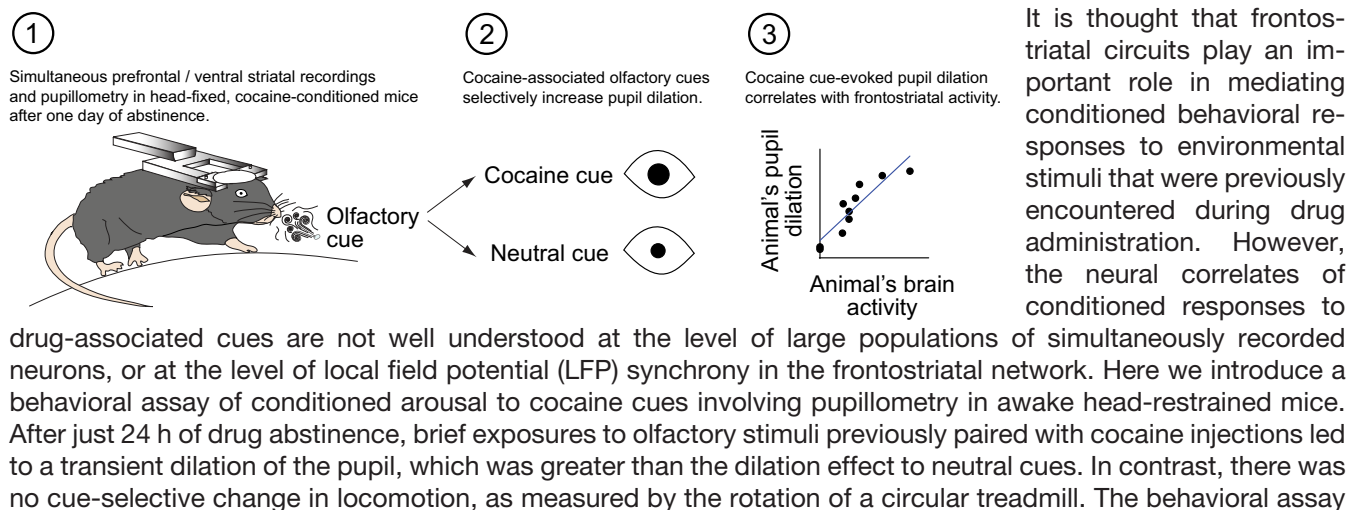 1
Simultaneous prefrontal / ventral striatal recordings
and pupillometry in head-fixed, cocaine-conditioned mice
after one day of abstinence.
Olfactory
cue
2
Cocaine-associated olfactory cues
selectively increase pupil dilation.
Cocaine cue
Neutral cue
3
Cocaine cue-evoked pupil dilation
correlates with frontostriatal activity.
Animal's pupil
dilation
Animal's brain
activity
It is thought that frontos-
triatal circuits play an im-
portant role in mediating
conditioned behavioral re-
sponses to environmental
stimuli that were previously
encountered during drug
administration. However,
the neural correlates of
conditioned responses to
drug-associated cues are not well understood at the level of large populations of simultaneously recorded
neurons, or at the level of local field potential (LFP) synchrony in the frontostriatal network. Here we introduce a
behavioral assay of conditioned arousal to cocaine cues involving pupillometry in awake head-restrained mice.
After just 24 h of drug abstinence, brief exposures to olfactory stimuli previously paired with cocaine injections led
to a transient dilation of the pupil, which was greater than the dilation effect to neutral cues. In contrast, there was
no cue-selective change in locomotion, as measured by the rotation of a circular treadmill. The behavioral assay